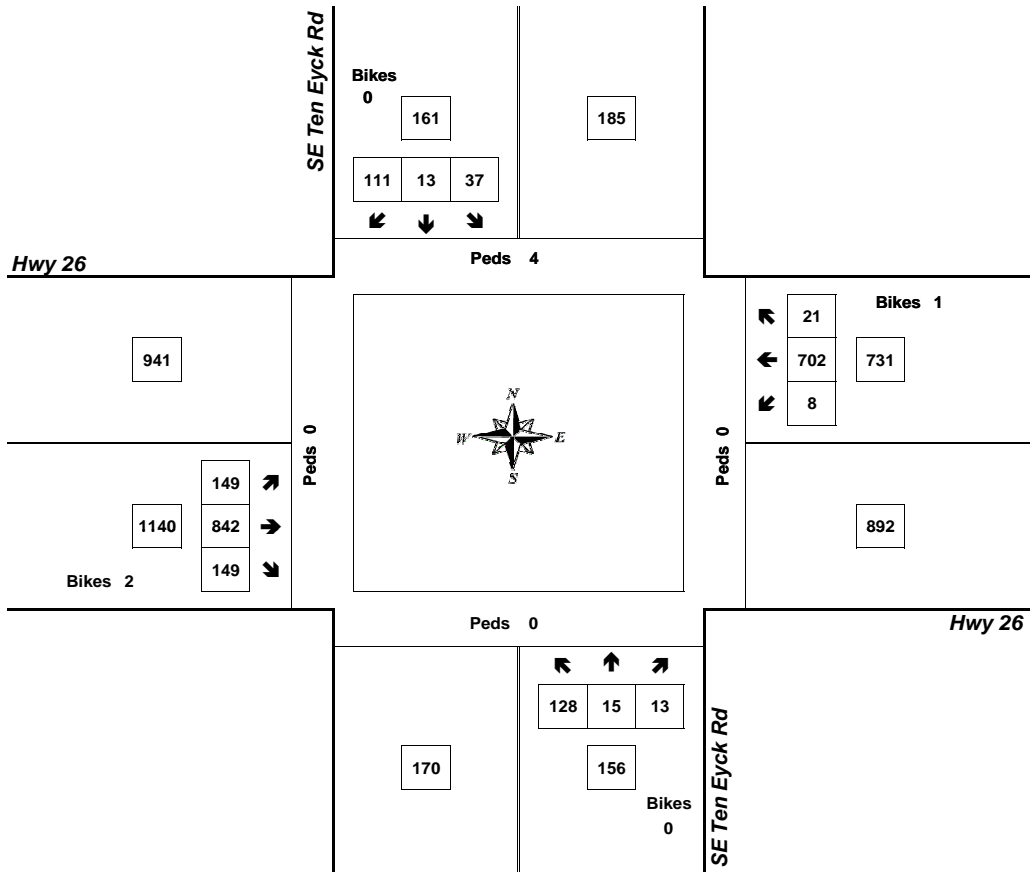 SE Ten Eyck Rd
Bikes
0
161
185
111 13 37
Peds 4
Hwy 26
21
Bikes 1
941
702
731
8
N
W E
S
Peds 0
Peds 0
149
1140
842
892
149
Bikes 2
Peds 0
Hwy 26
128 15 13
170
156
Bikes
0
SE Ten Eyck Rd